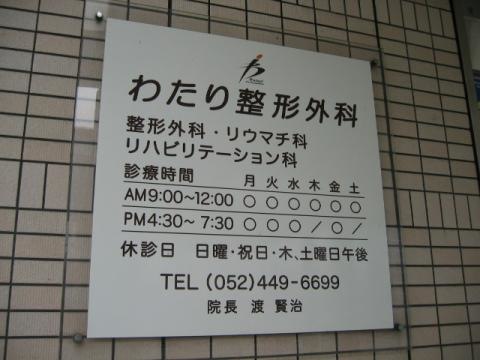 わたり整形外科
整形外科・リウマチ科
リハビリテーション科
診療時間 月 火 水 木 金 土
AM9:00~12:00 ○ ○ ○ ○ ○ ○
PM4:30~ 7:30 ○ ○ ○ / ○ /
休診日 日曜・祝日・木、土曜日午後
TEL (052)449-6699
院長 渡 賢治